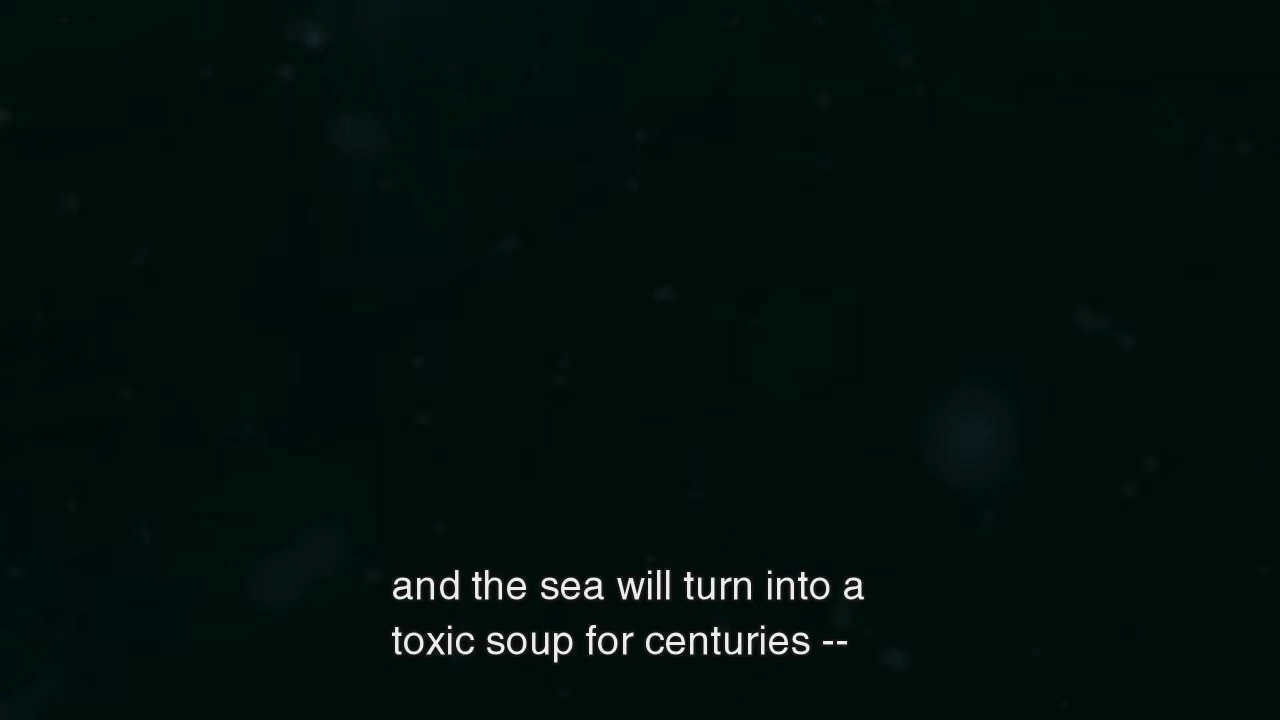 and the sea will turn into a
toxic soup for centuries --